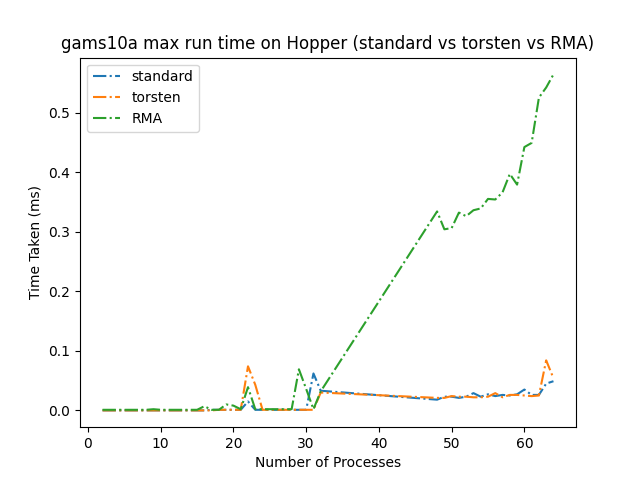 gams10a max run time on Hopper (standard vs torsten vs RMA)
standard
torsten
RMA
0.5
0.4
0.3
0.2
0.1
0.0
Time Taken (ms)
0 10 20 30 40 50 60
Number of Processes